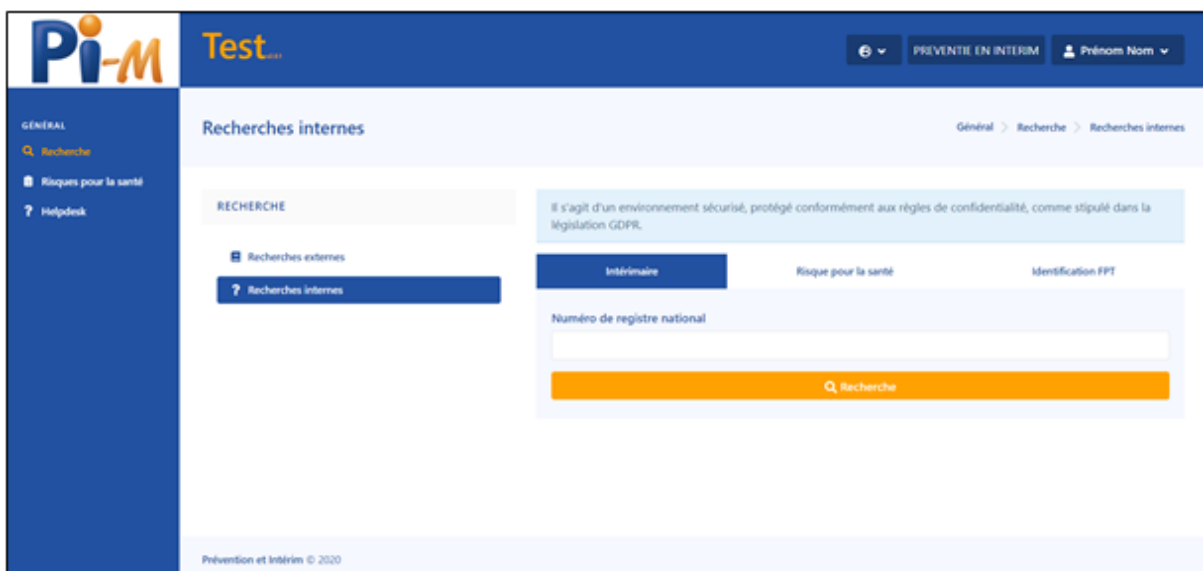 Pi-M
Test
PREVENTIE EN INTERIM
Prénom Nom
GÉNÉRAL
Recherche
Risques pour la santé
Helpdesk
Recherches internes
Général > Recherche > Recherches internes
RECHERCHE
Recherches externes
Recherches internes
Il s'agit d'un environnement sécurisé, protégé conformément aux règles de confidentialité, comme stipulé dans la
législation GDPR.
Intérimaire
Risque pour la santé
Identification FPT
Numéro de registre national
Recherche
Prévention et Intérim © 2020